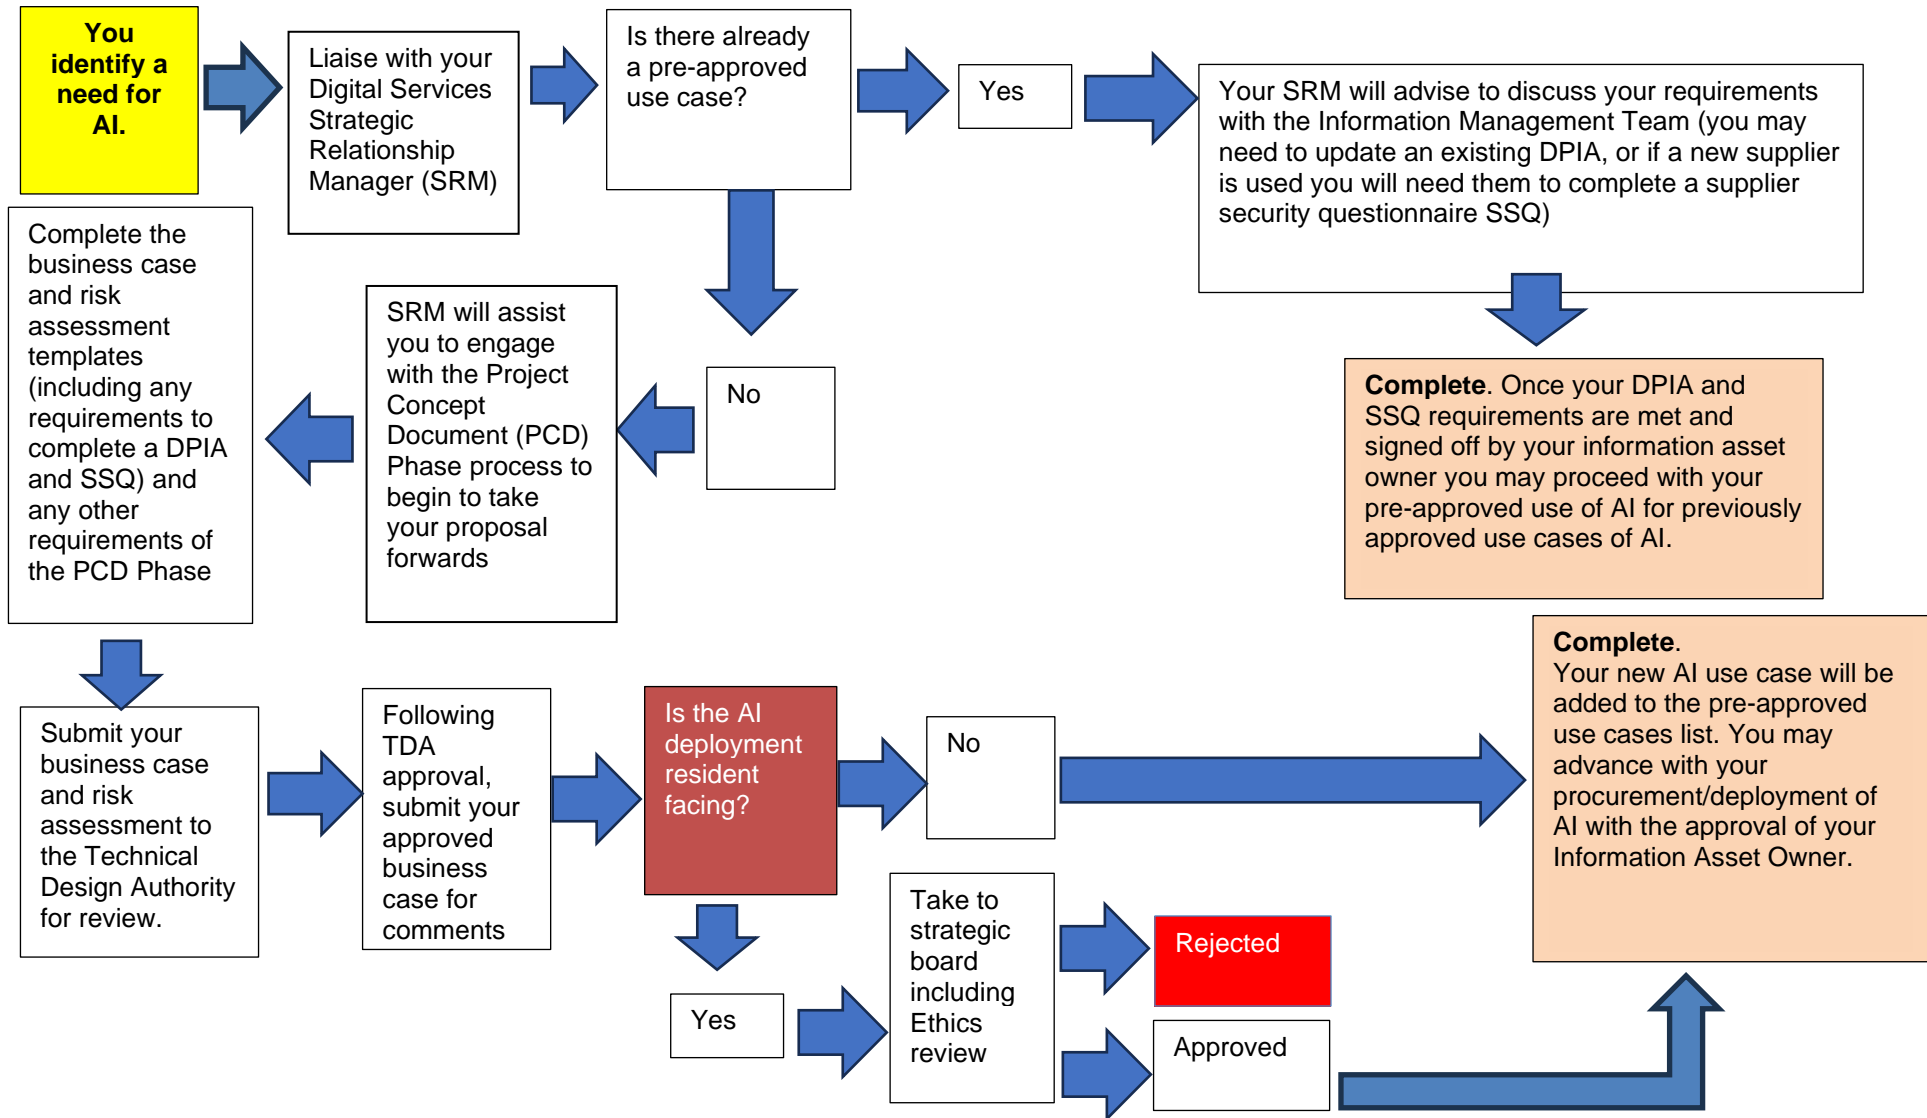 You
identify a
need for
AI.
Liaise with your
Digital Services
Strategic
Relationship
Manager (SRM)
Is there already
a pre-approved
use case?
Yes
Your SRM will advise to discuss your requirements
with the Information Management Team (you may
need to update an existing DPIA, or if a new supplier
is used you will need them to complete a supplier
security questionnaire SSQ)
Complete. Once your DPIA and
SSQ requirements are met and
signed off by your information asset
owner you may proceed with your
pre-approved use of AI for previously
approved use cases of AI.
No
SRM will assist
you to engage
with the Project
Concept
Document (PCD)
Phase process to
begin to take
your proposal
forwards
Complete the
business case
and risk
assessment
templates
(including any
requirements to
complete a DPIA
and SSQ) and
any other
requirements of
the PCD Phase
Submit your
business case
and risk
assessment to
the Technical
Design Authority
for review.
Following
TDA
approval,
submit your
approved
business
case for
comments
Is the AI
deployment
resident
facing?
No
Complete.
Your new AI use case will be
added to the pre-approved
use cases list. You may
advance with your
procurement/deployment of
AI with the approval of your
Information Asset Owner.
Yes
Take to
strategic
board
including
Ethics
review
Rejected
Approved